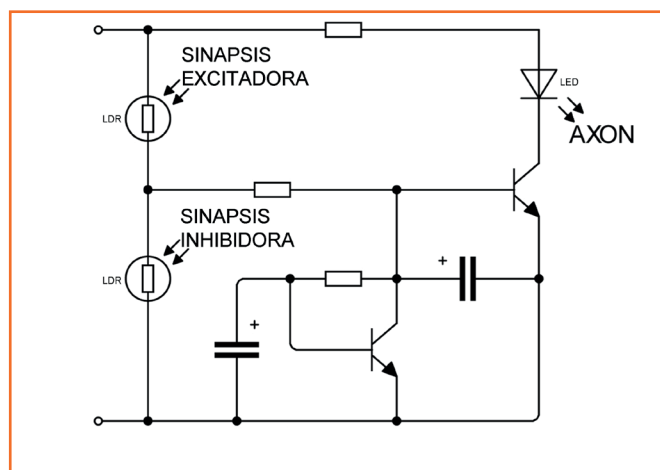 SINAPSIS
EXCITADORA
LDR
LED
AXON
SINAPSIS
INHIBIDORA
LDR
+
+